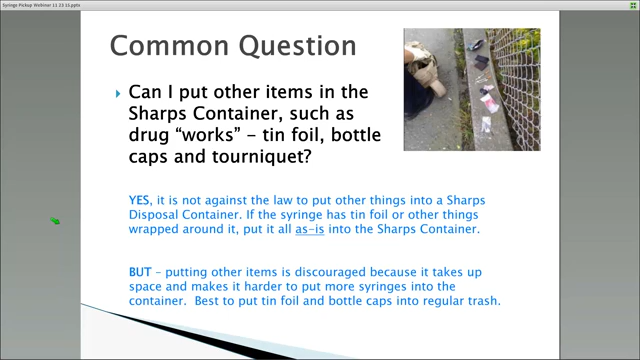 Syringe Pickup Webinar 11 23 15.pptx
Common Question
Can I put other items in the
Sharps Container, such as
drug “works” – tin foil, bottle
caps and tourniquet?
YES, it is not against the law to put other things into a Sharps
Disposal Container. If the syringe has tin foil or other things
wrapped around it, put it all as-is into the Sharps Container.
BUT – putting other items is discouraged because it takes up
space and makes it harder to put more syringes into the
container.  Best to put tin foil and bottle caps into regular trash.